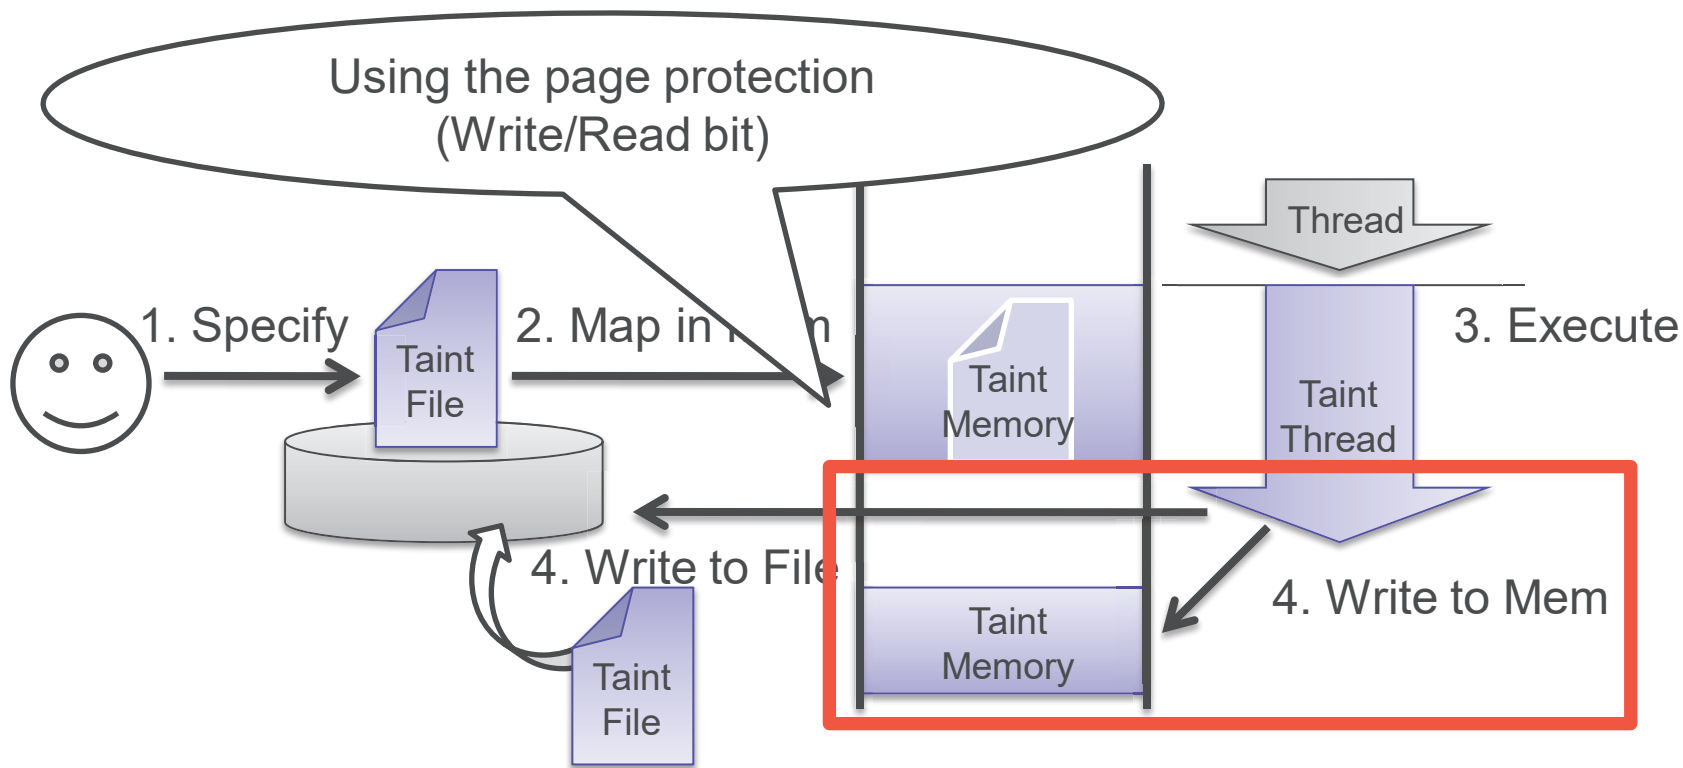 Using the page protection
(Write/Read bit)
Thread
1. Specify
2. Map in
3. Execute
Taint
File
Taint
Memory
Taint
Thread
4. Write to File
4. Write to Mem
Taint
Memory
Taint
File